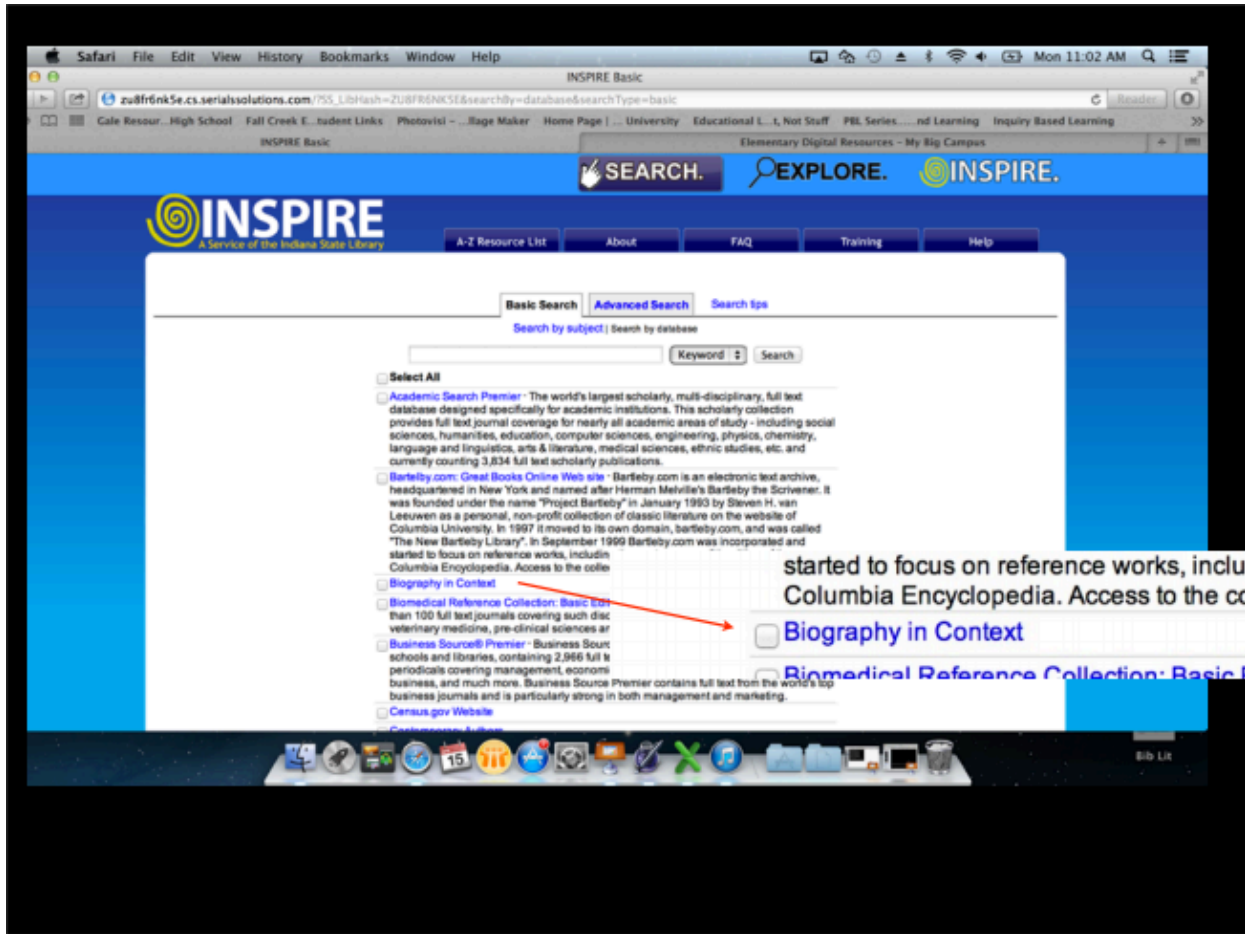 Safari File Edit View History Bookmarks Window Help Mon 11:02 AM
INSPIRE Basic
zu8fr6nk5e.cs.serialssolutions.com/?SS_LibHash=ZU8FR6NK5E&searchBy=database&searchType=basic Reader
Gale Resour...High School Fall Creek E...tudent Links Photovisi – ...llage Maker Home Page | ... University Educational L...t, Not Stuff PBL Series......nd Learning Inquiry Based Learning
INSPIRE Basic Elementary Digital Resources – My Big Campus
SEARCH. EXPLORE. INSPIRE.
INSPIRE
A Service of the Indiana State Library
A-Z Resource List About FAQ Training Help
Basic Search Advanced Search Search tips
Search by subject | Search by database
Keyword Search
Select All
Academic Search Premier · The world's largest scholarly, multi-disciplinary, full text
database designed specifically for academic institutions. This scholarly collection
provides full text journal coverage for nearly all academic areas of study - including social
sciences, humanities, education, computer sciences, engineering, physics, chemistry,
language and linguistics, arts & literature, medical sciences, ethnic studies, etc. and
currently counting 3,834 full text scholarly publications.
Bartelby.com: Great Books Online Web site · Bartleby.com is an electronic text archive,
headquartered in New York and named after Herman Melville's Bartleby the Scrivener. It
was founded under the name "Project Bartleby" in January 1993 by Steven H. van
Leeuwen as a personal, non-profit collection of classic literature on the website of
Columbia University. In 1997 it moved to its own domain, bartleby.com, and was called
"The New Bartleby Library". In September 1999 Bartleby.com was incorporated and
started to focus on reference works, includin
Columbia Encyclopedia. Access to the colle
Biography in Context
Biomedical Reference Collection: Basic Edi
than 100 full text journals covering such disc
veterinary medicine, pre-clinical sciences ar
Business Source® Premier · Business Sourc
schools and libraries, containing 2,966 full te
periodicals covering management, economi
business, and much more. Business Source Premier contains full text from the world's top
business journals and is particularly strong in both management and marketing.
Census.gov Website
Contemporary Authors
started to focus on reference works, inclu
Columbia Encyclopedia. Access to the co
Biography in Context
Biomedical Reference Collection: Basic E
15
Bib Lit